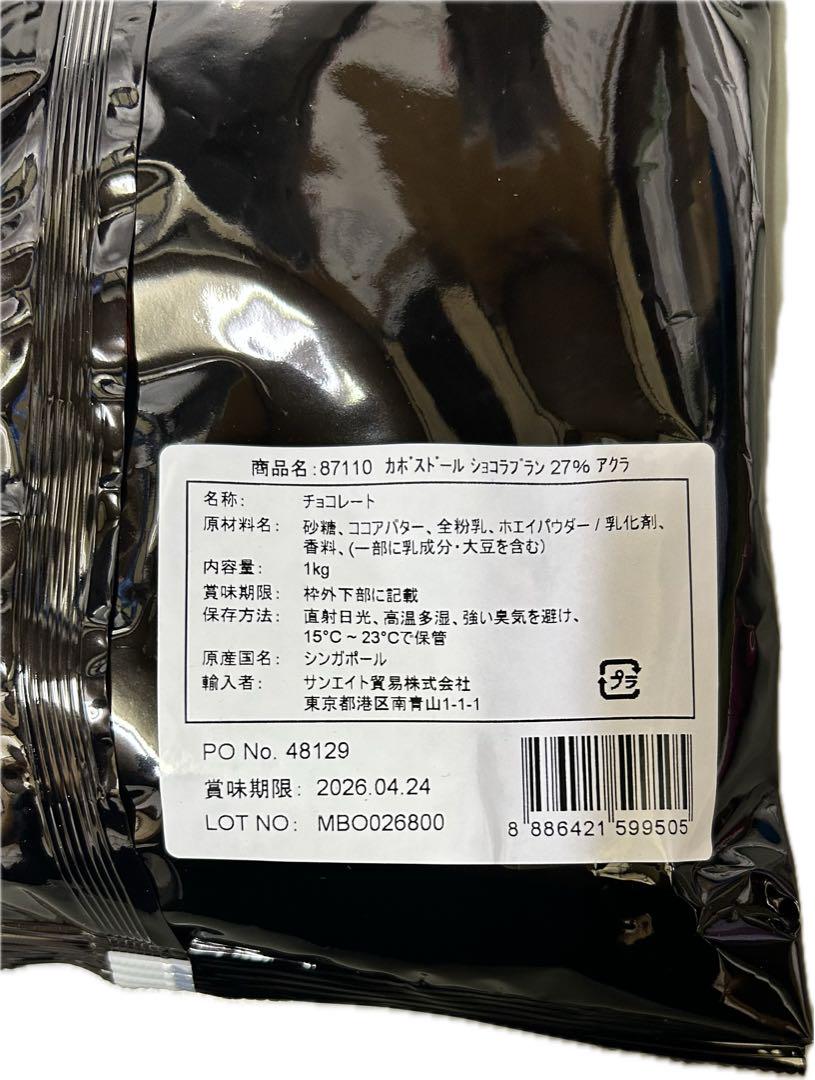 商品名:87110 ｶﾎﾞｽﾄﾞｰﾙ ｼｮｺﾗﾌﾞﾗﾝ 27% アクラ
名称: チョコレート
原材料名: 砂糖、ココアバター、全粉乳、ホエイパウダー / 乳化剤、
香料、(一部に乳成分・大豆を含む)
内容量: 1kg
賞味期限: 枠外下部に記載
保存方法: 直射日光、高温多湿、強い臭気を避け、
15°C ~ 23°Cで保管
原産国名: シンガポール
輸入者: サンエイト貿易株式会社
東京都港区南青山1-1-1
プラ
PO No. 48129
賞味期限: 2026.04.24
LOT NO: MBO026800
8 886421 599505